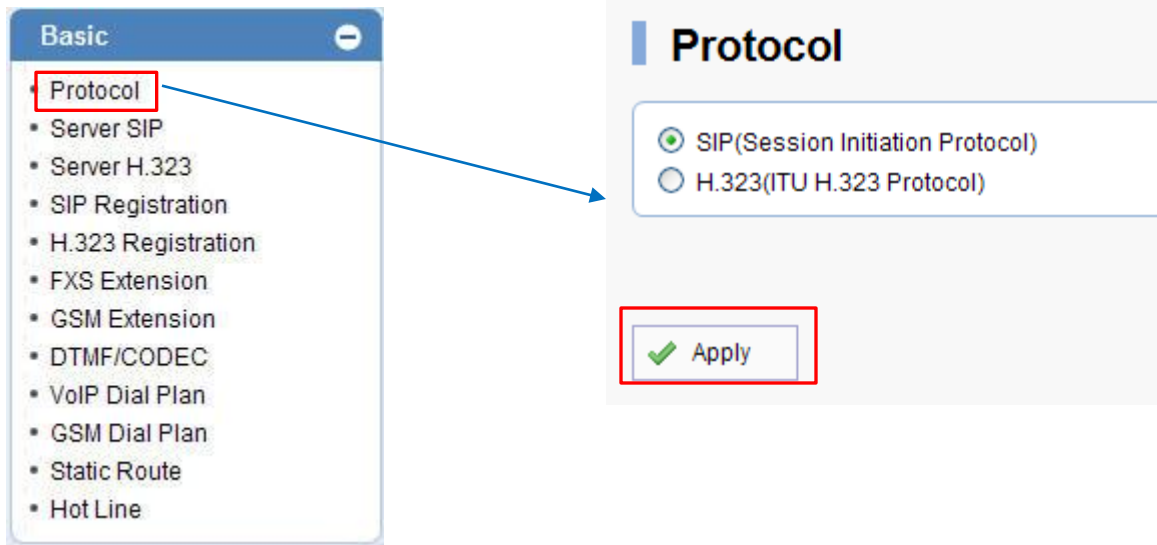 Basic
Protocol
Server SIP
Server H.323
SIP Registration
H.323 Registration
FXS Extension
GSM Extension
DTMF/CODEC
VoIP Dial Plan
GSM Dial Plan
Static Route
Hot Line
Protocol
SIP(Session Initiation Protocol)
H.323(ITU H.323 Protocol)
Apply